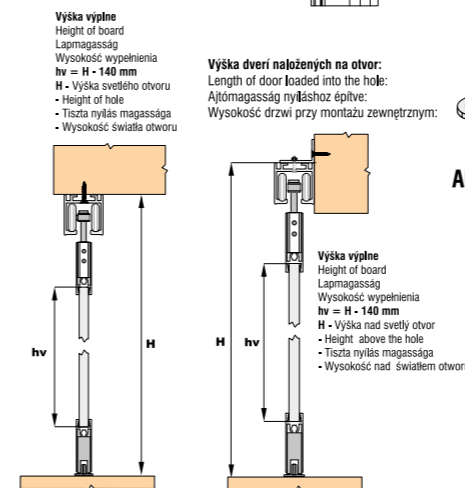 Výška výplne
Height of board
Lapmagasság
Wysokość wypełnienia
hv = H - 140 mm
H - Výška svetlého otvoru
- Height of hole
- Tiszta nyílás magassága
- Wysokość światła otworu
Výška dverí naložených na otvor:
Length of door loaded into the hole:
Ajtómagasság nyíláshoz építve:
Wysokość drzwi przy montażu zewnętrznym:
A
hv
H
H
hv
Výška výplne
Height of board
Lapmagasság
Wysokość wypełnienia
hv = H - 140 mm
H - Výška nad svetlý otvor
- Height above the hole
- Tiszta nyílás magassága
- Wysokość nad światłem otworu